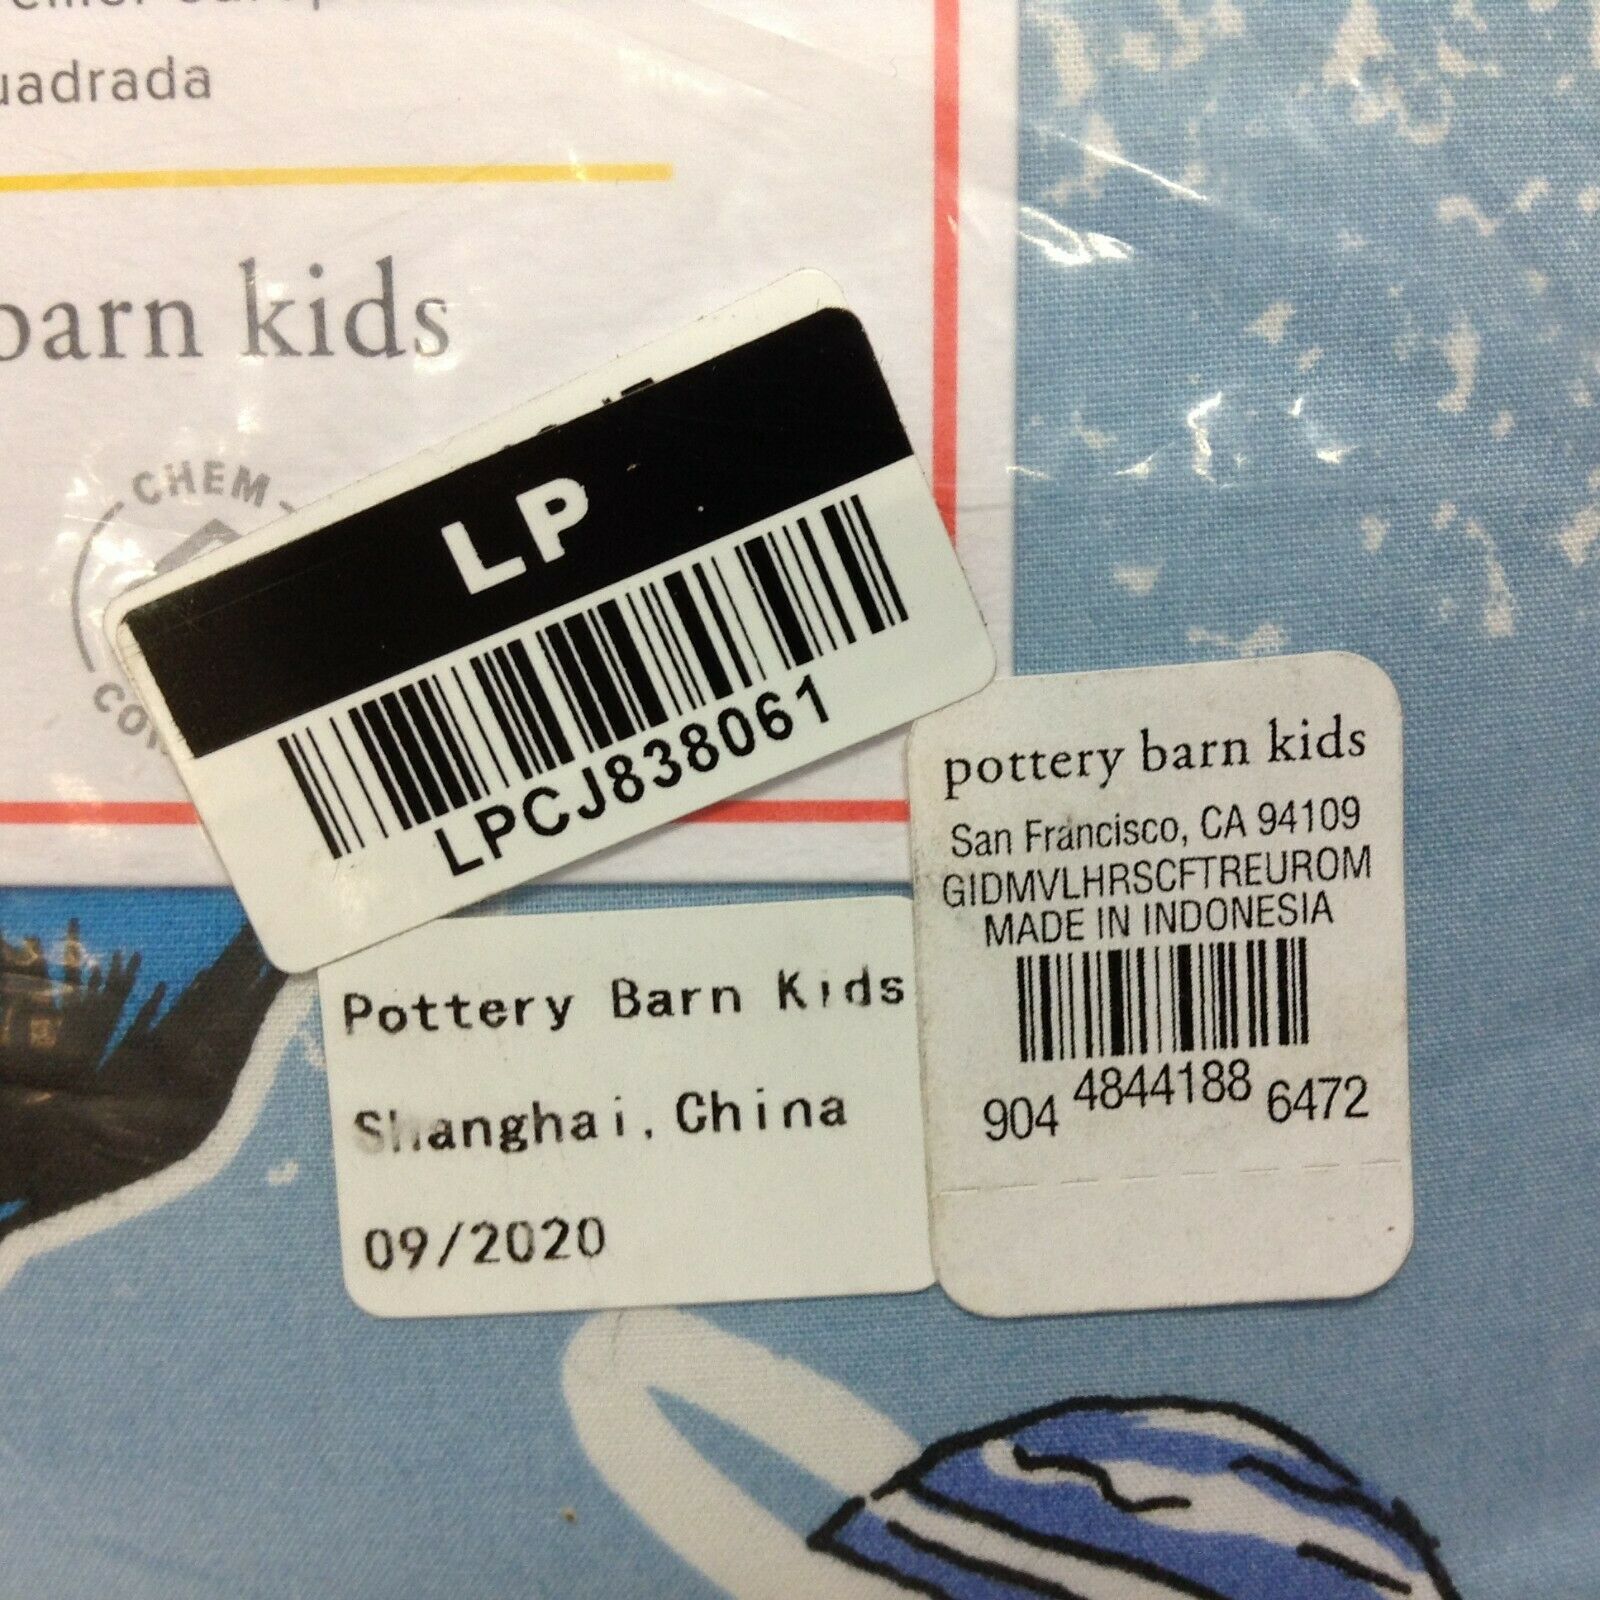 uadrada
barn kids
CHEM
LP
LPCJ838061
pottery barn kids
San Francisco, CA 94109
GIDMVLHRSCFTREUROM
MADE IN INDONESIA
904 4844188 6472
Pottery Barn Kids
Shanghai, China
09/2020